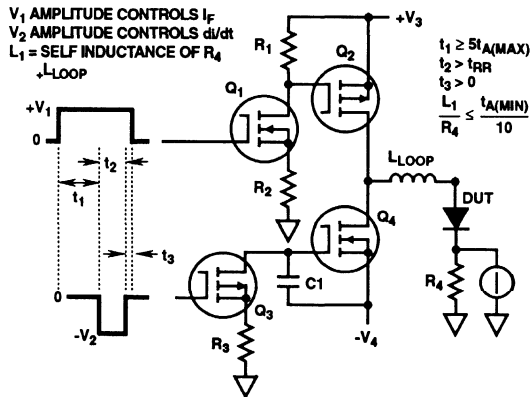 V1 AMPLITUDE CONTROLS IF
V2 AMPLITUDE CONTROLS di/dt
L1 = SELF INDUCTANCE OF R4
+LLOOP
+V1
0
t2
t1
t3
0
-V2
R1
Q1
R2
Q2
+V3
Q3
R3
C1
Q4
-V4
LLOOP
DUT
R4
t1 ≥ 5tA(MAX)
t2 > tRR
t3 > 0
L1/R4 ≤ tA(MIN)/10